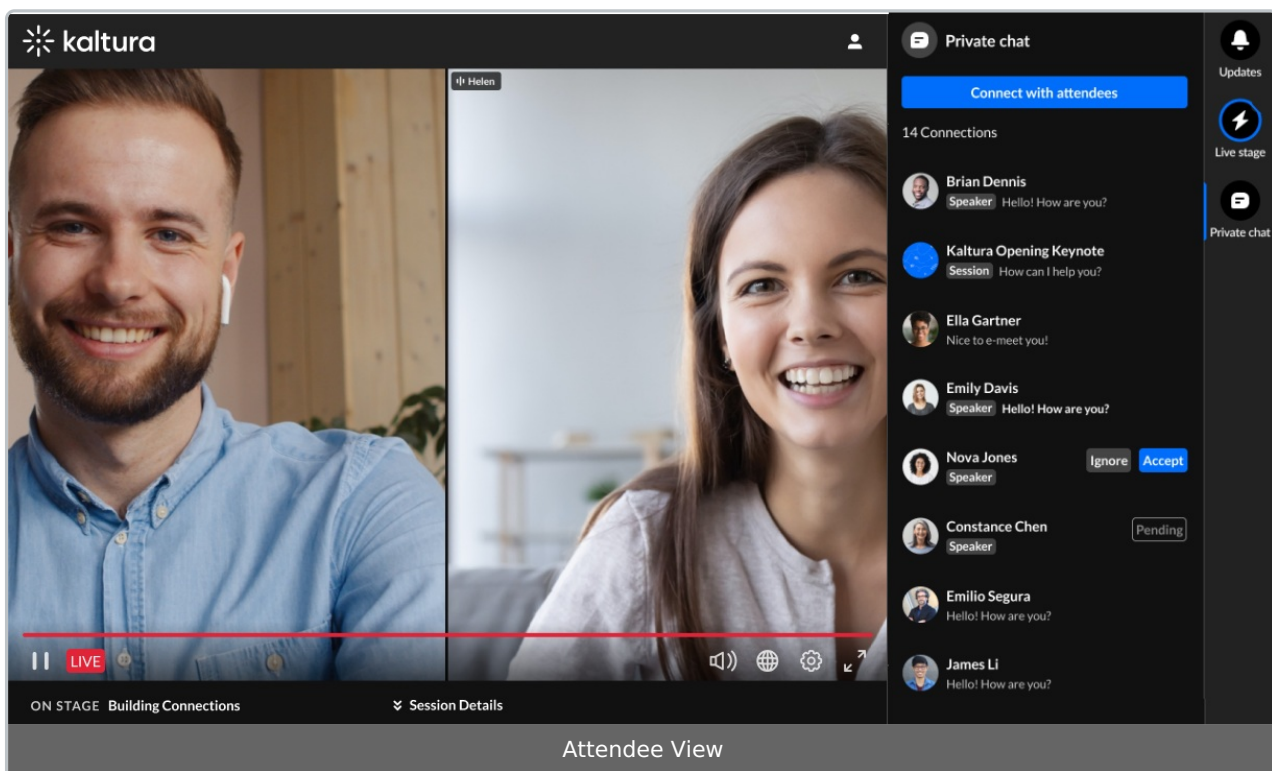 kaltura
Helen
LIVE
ON STAGE Building Connections
Session Details
Private chat
Connect with attendees
14 Connections
Brian Dennis
Speaker Hello! How are you?
Kaltura Opening Keynote
Session How can I help you?
Ella Gartner
Nice to e-meet you!
Emily Davis
Speaker Hello! How are you?
Nova Jones
Speaker
Ignore Accept
Constance Chen
Speaker
Pending
Emilio Segura
Hello! How are you?
James Li
Hello! How are you?
Updates
Live stage
Private chat
Attendee View